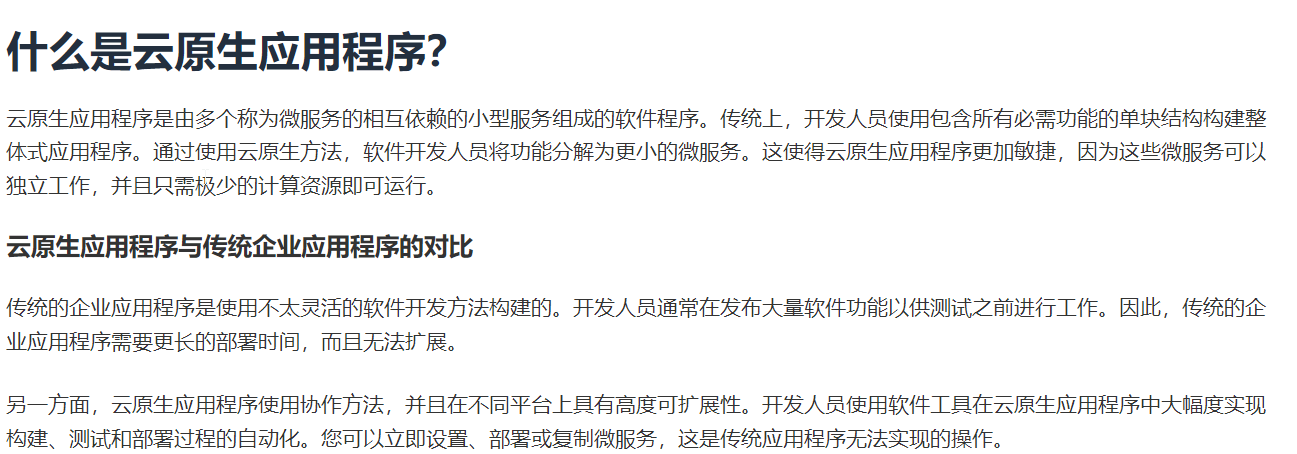 什么是云原生应用程序?
云原生应用程序是由多个称为微服务的相互依赖的小型服务组成的软件程序。传统上，开发人员使用包含所有必需功能的单块结构构建整
体式应用程序。通过使用云原生方法，软件开发人员将功能分解为更小的微服务。这使得云原生应用程序更加敏捷，因为这些微服务可以
独立工作，并且只需极少的计算资源即可运行。
云原生应用程序与传统企业应用程序的对比
传统的企业应用程序是使用不太灵活的软件开发方法构建的。开发人员通常在发布大量软件功能以供测试之前进行工作。因此，传统的企
业应用程序需要更长的部署时间，而且无法扩展。
另一方面，云原生应用程序使用协作方法，并且在不同平台上具有高度可扩展性。开发人员使用软件工具在云原生应用程序中大幅度实现
构建、测试和部署过程的自动化。您可以立即设置、部署或复制微服务，这是传统应用程序无法实现的操作。